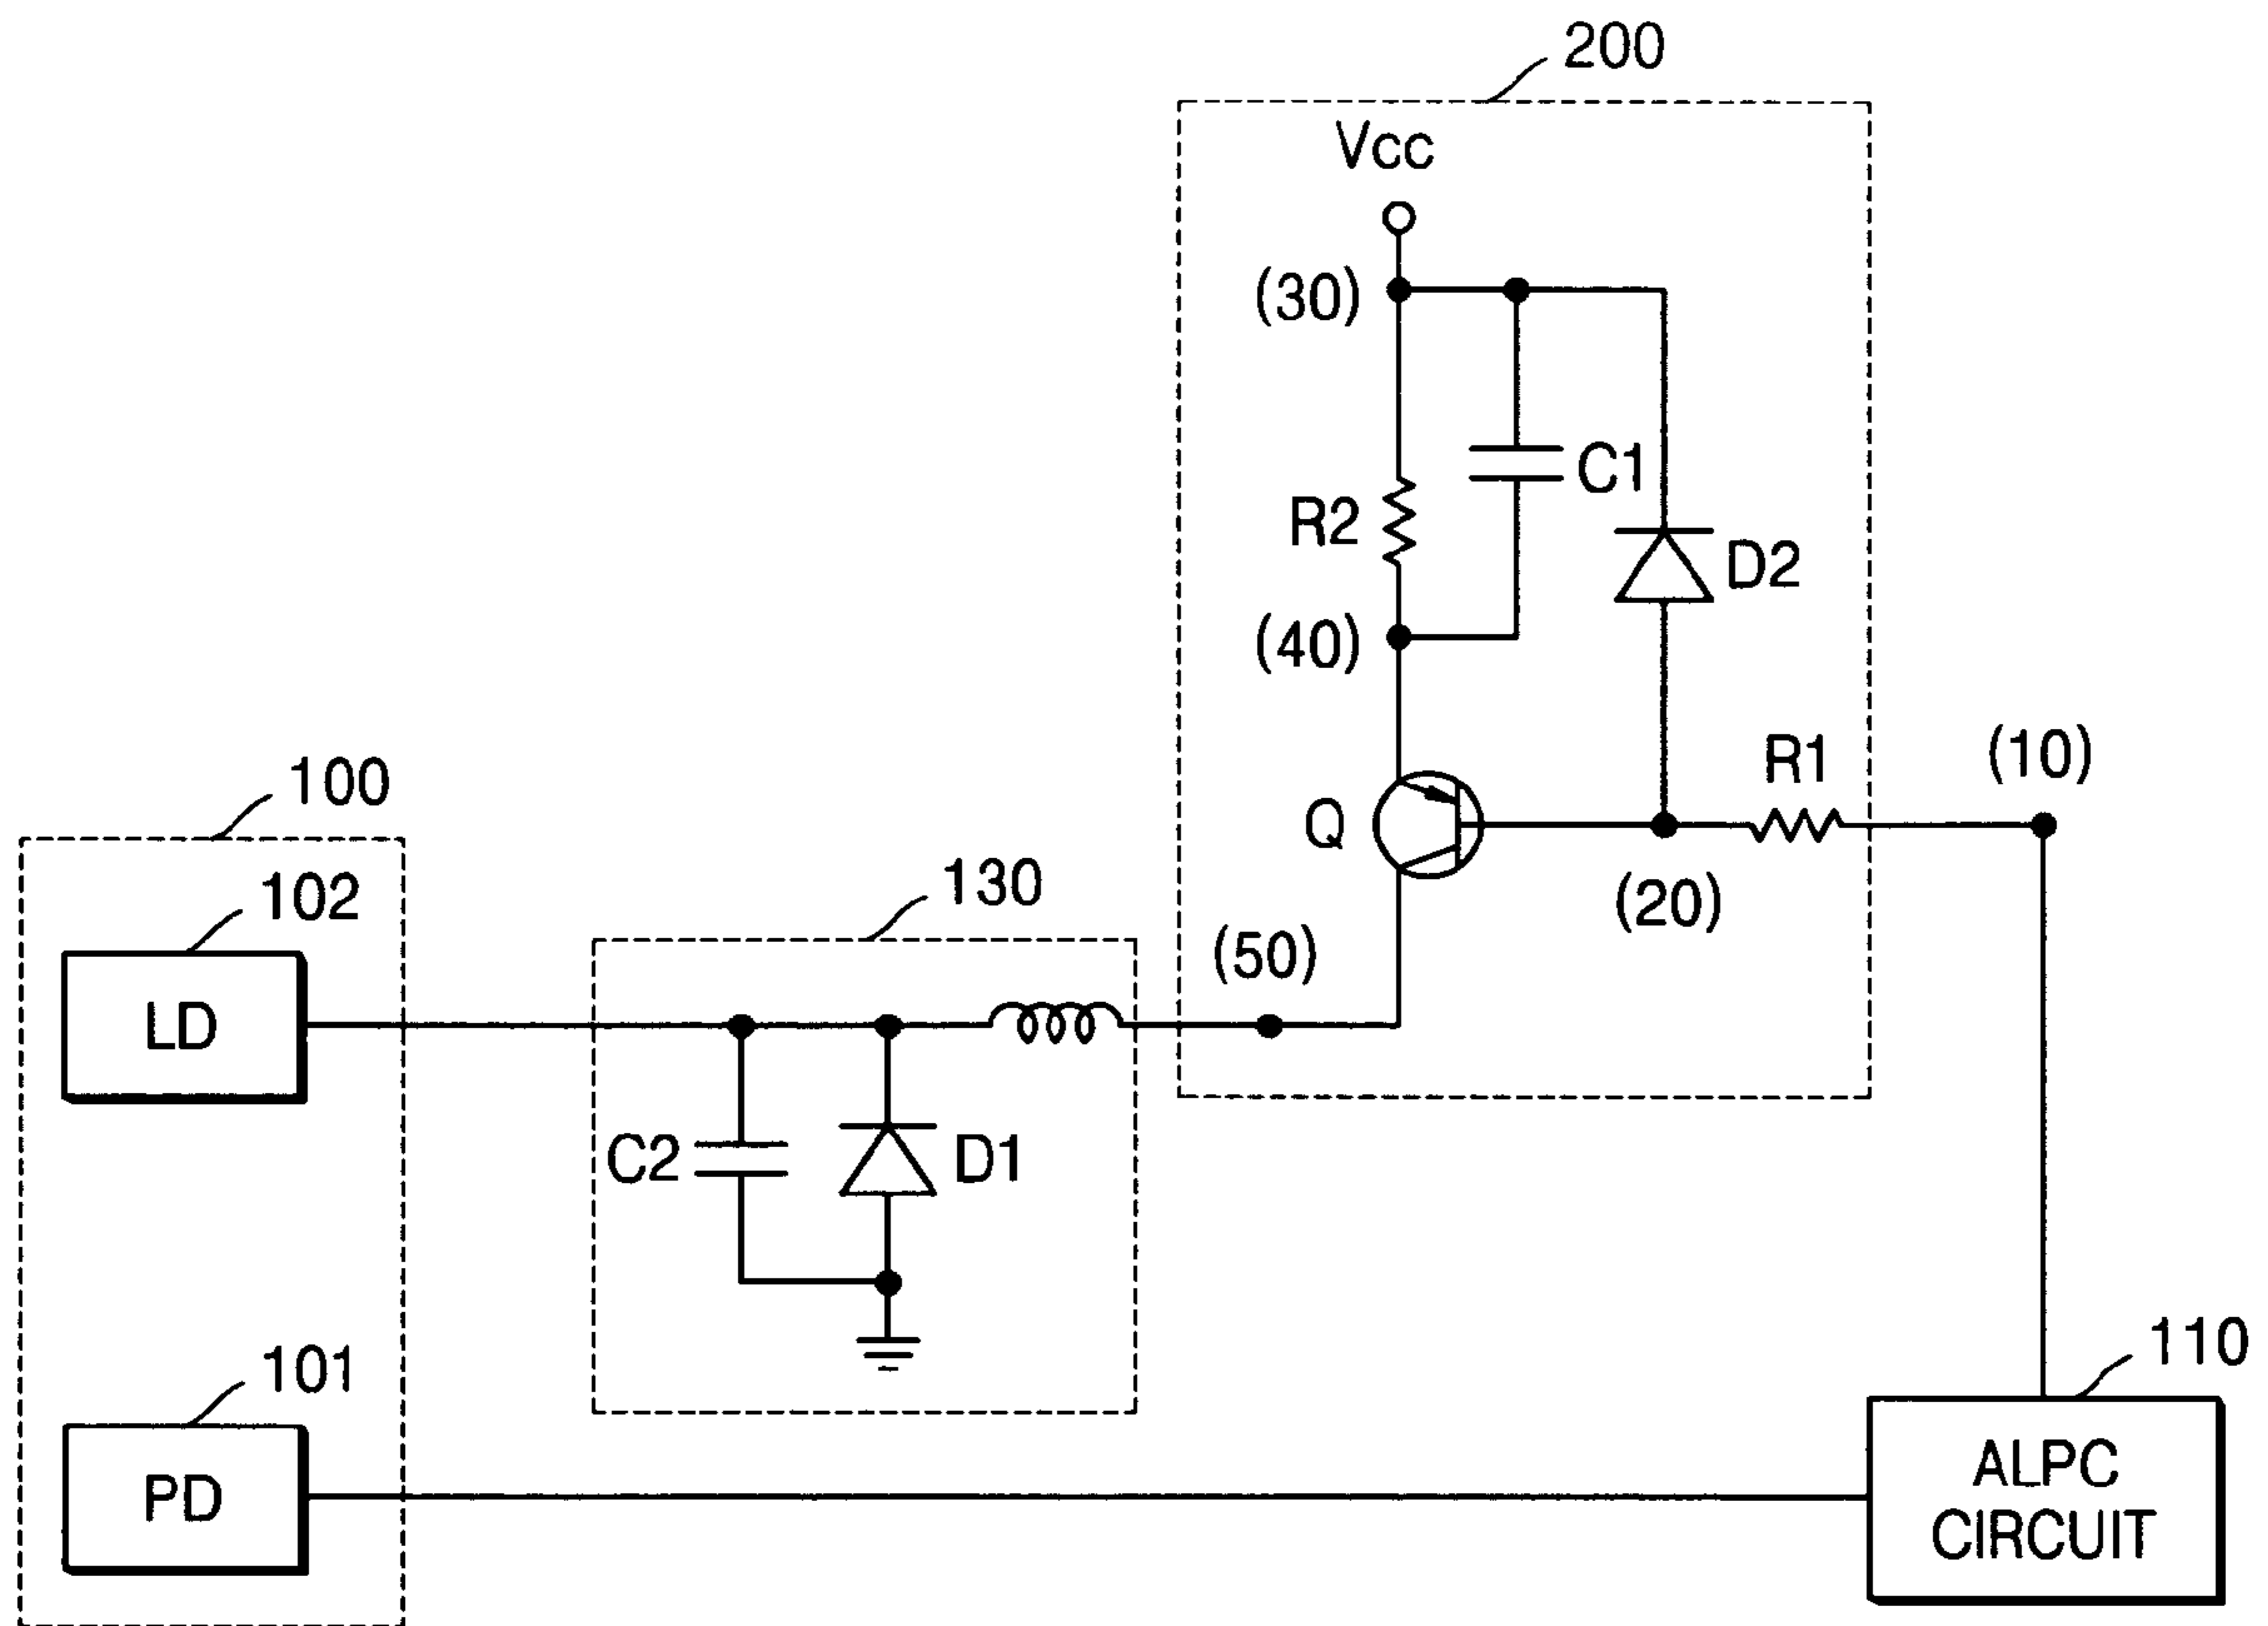 200
Vcc
(30)
C1
R2
D2
(40)
R1
(10)
100
Q
102
130
(20)
(50)
LD
C2
D1
101
110
PD
ALPC
CIRCUIT